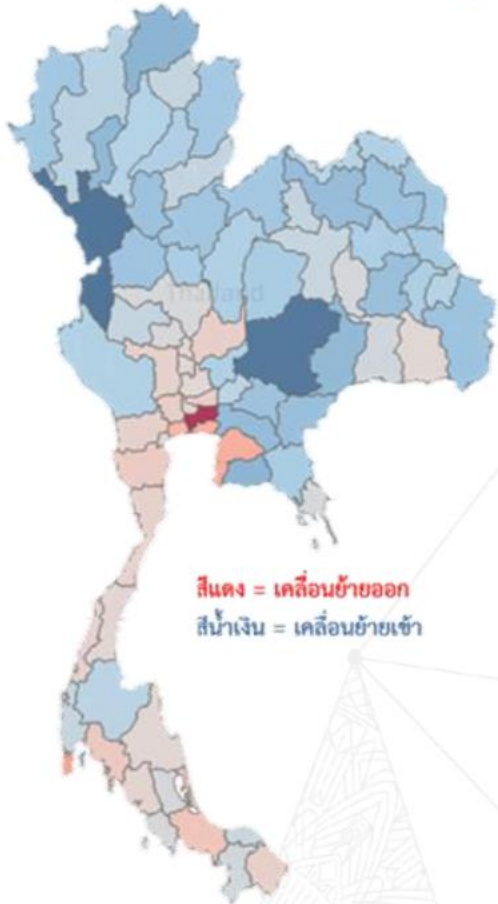 Thailand
สีแดง = เคลื่อนย้ายออก
สีน้ำเงิน = เคลื่อนย้ายเข้า